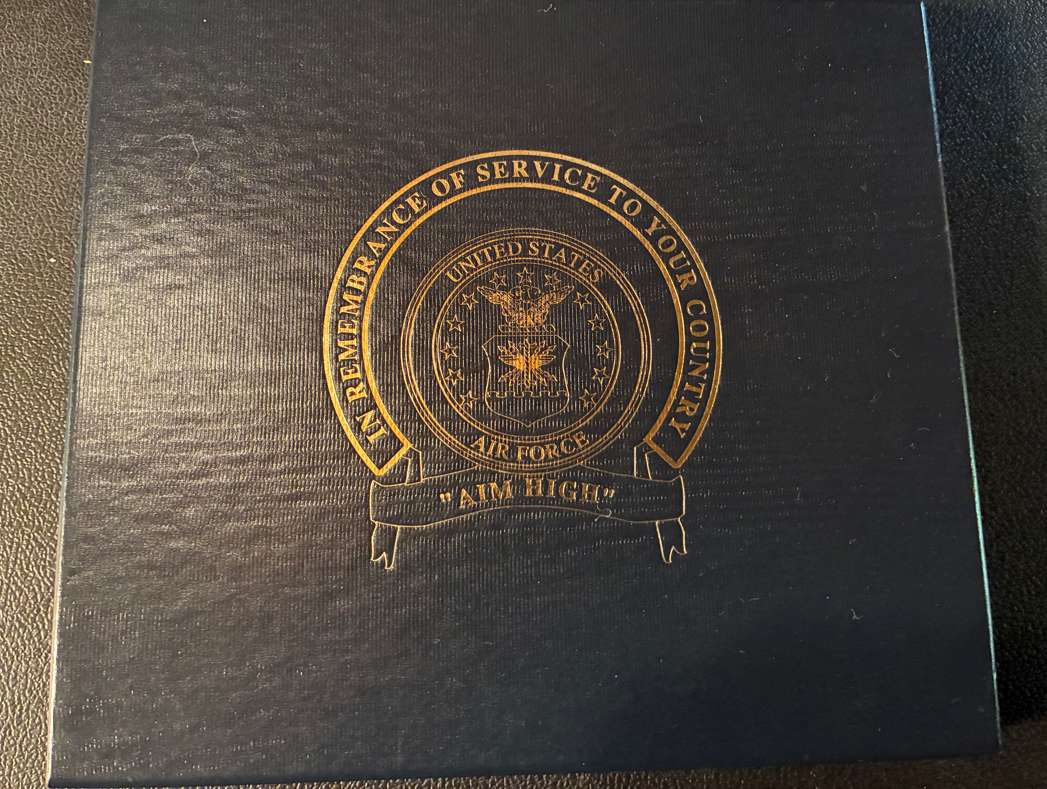 IN REMEMBRANCE OF SERVICE TO YOUR COUNTRY
UNITED STATES
AIR FORCE
"AIM HIGH"